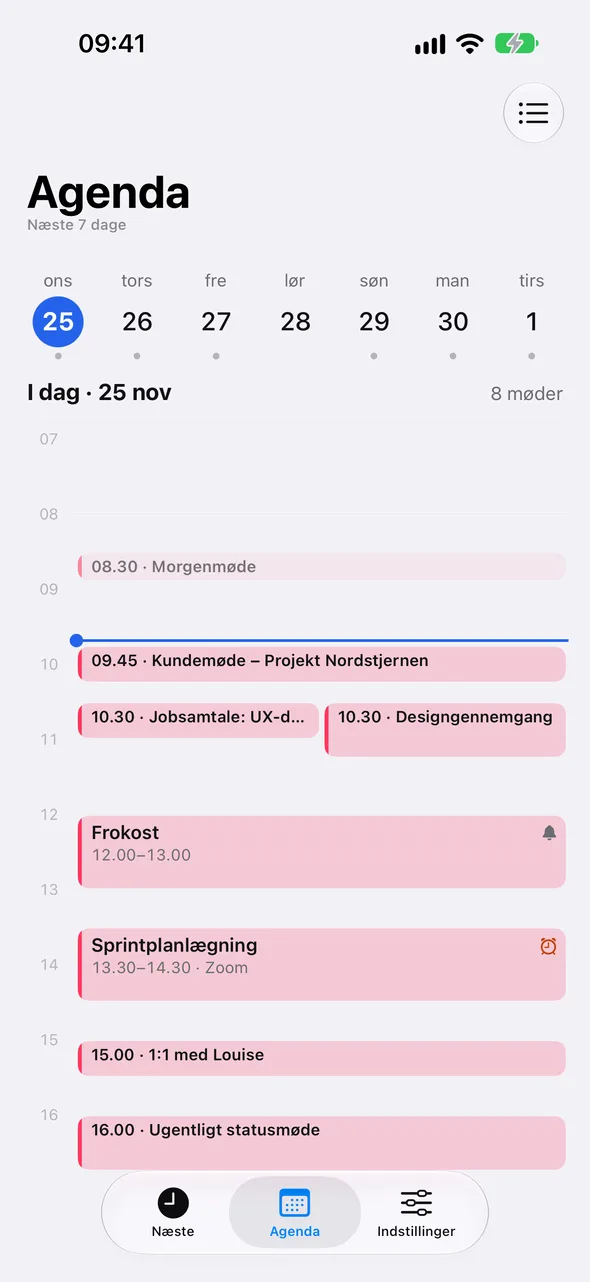 09:41
Agenda
Næste 7 dage
ons tors fre lør søn man tirs
25 26 27 28 29 30 1
I dag · 25 nov 8 møder
07
08
08.30 · Morgenmøde
09
09.45 · Kundemøde – Projekt Nordstjernen
10
10.30 · Jobsamtale: UX-d... 10.30 · Designgennemgang
11
12
Frokost
12.00–13.00
13
Sprintplanlægning
13.30–14.30 · Zoom
14
15
15.00 · 1:1 med Louise
16
16.00 · Ugentligt statusmøde
Næste Agenda Indstillinger